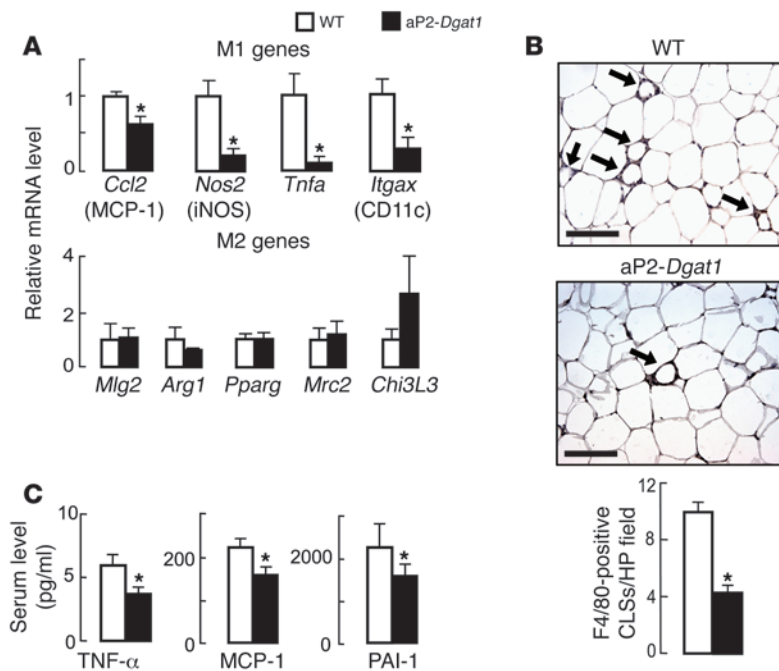 WT aP2-Dgat1
A
M1 genes
Relative mRNA level
1
0
* * * *
Ccl2 Nos2 Tnfa Itgax
(MCP-1) (iNOS) (CD11c)
M2 genes
4
2
0
Mlg2 Arg1 Pparg Mrc2 Chi3L3
B
WT
aP2-Dgat1
F4/80-positive
CLSs/HP field
12
8
4
0
*
C
Serum level
(pg/ml)
10
5
0
*
TNF-α
200
0
*
MCP-1
2000
0
*
PAI-1